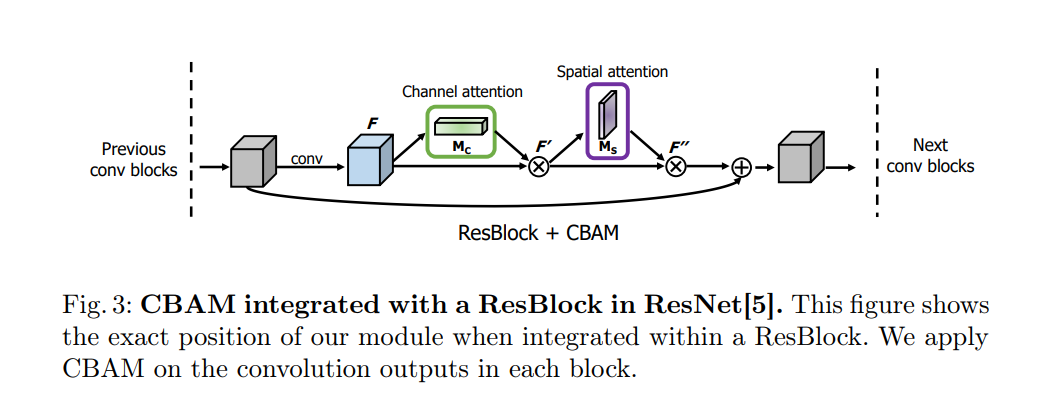 Spatial attention
Channel attention
F
Previous
conv blocks
conv
Mc
F′
Ms
F″
Next
conv blocks
ResBlock + CBAM
Fig. 3: CBAM integrated with a ResBlock in ResNet[5]. This figure shows
the exact position of our module when integrated within a ResBlock. We apply
CBAM on the convolution outputs in each block.